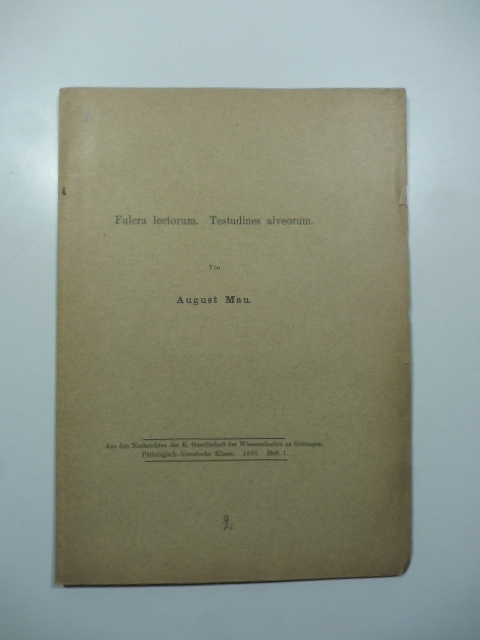 Fulcra lectorum. Testudines alveorum.
Von
August Mau.
Aus den Nachrichten der K. Gesellschaft der Wissenschaften zu Göttingen,
Philologisch-historische Klasse. 1896. Heft 1.